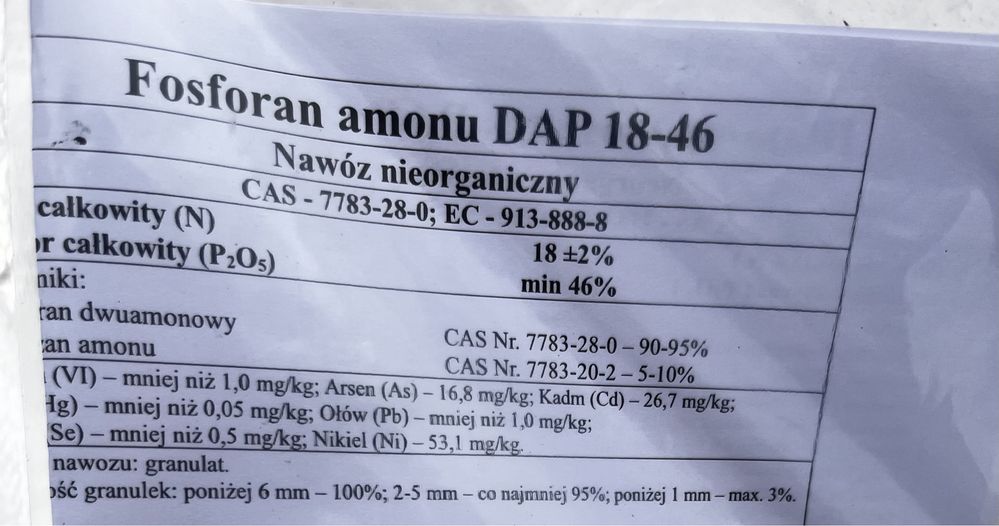 Fosforan amonu DAP 18-46
Nawóz nieorganiczny
CAS - 7783-28-0; EC - 913-888-8
całkowity (N) 18 ±2%
or całkowity (P₂O₅) min 46%
niki:
ran dwuamonowy CAS Nr. 7783-28-0 – 90-95%
an amonu CAS Nr. 7783-20-2 – 5-10%
(VI) – mniej niż 1,0 mg/kg; Arsen (As) – 16,8 mg/kg; Kadm (Cd) – 26,7 mg/kg;
Hg) – mniej niż 0,05 mg/kg; Ołów (Pb) – mniej niż 1,0 mg/kg;
(Se) – mniej niż 0,5 mg/kg; Nikiel (Ni) – 53,1 mg/kg.
nawozu: granulat.
ość granulek: poniżej 6 mm – 100%; 2-5 mm – co najmniej 95%; poniżej 1 mm – max. 3%.